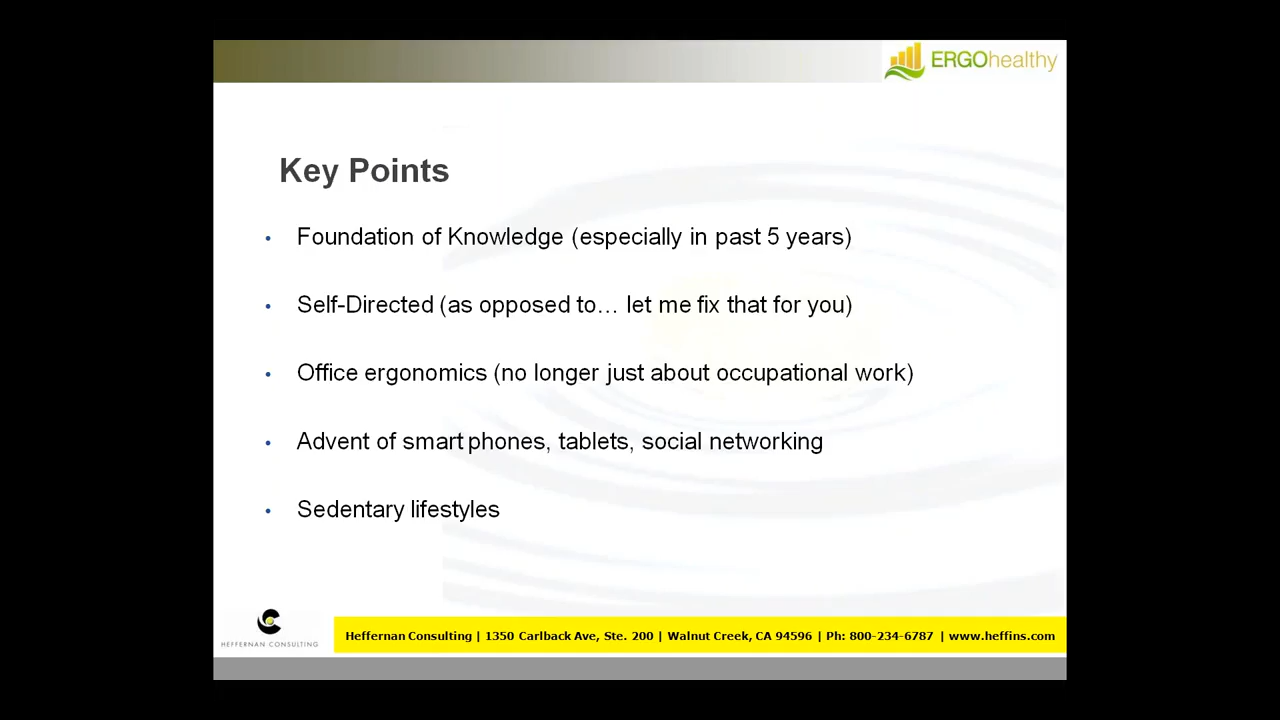 ERGOhealthy
Key Points
• Foundation of Knowledge (especially in past 5 years)
• Self-Directed (as opposed to… let me fix that for you)
• Office ergonomics (no longer just about occupational work)
• Advent of smart phones, tablets, social networking
• Sedentary lifestyles
HEFFERNAN CONSULTING
Heffernan Consulting | 1350 Carlback Ave, Ste. 200 | Walnut Creek, CA 94596 | Ph: 800-234-6787 | www.heffins.com